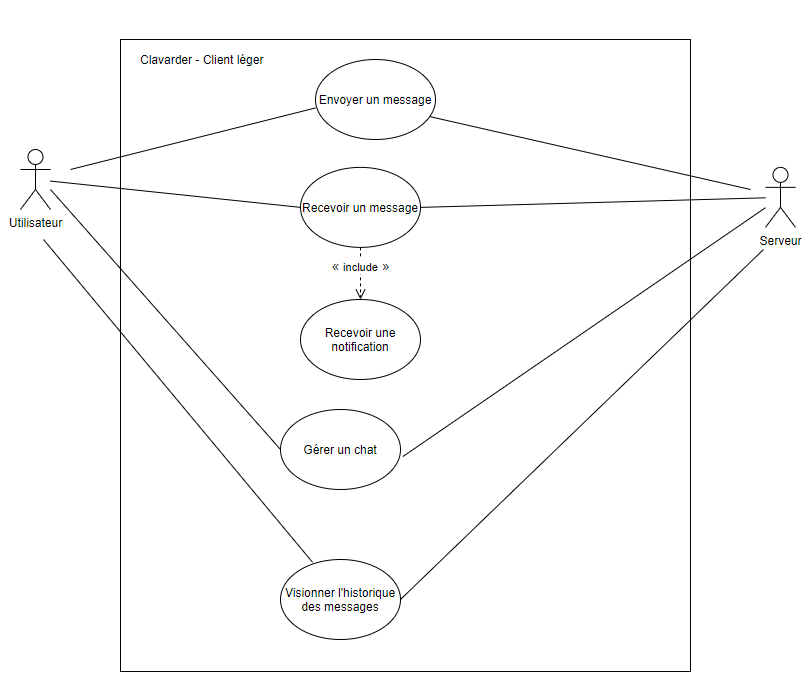 Clavarder - Client léger
Envoyer un message
Utilisateur
Recevoir un message
Serveur
« include »
Recevoir une
notification
Gérer un chat
Visionner l'historique
des messages